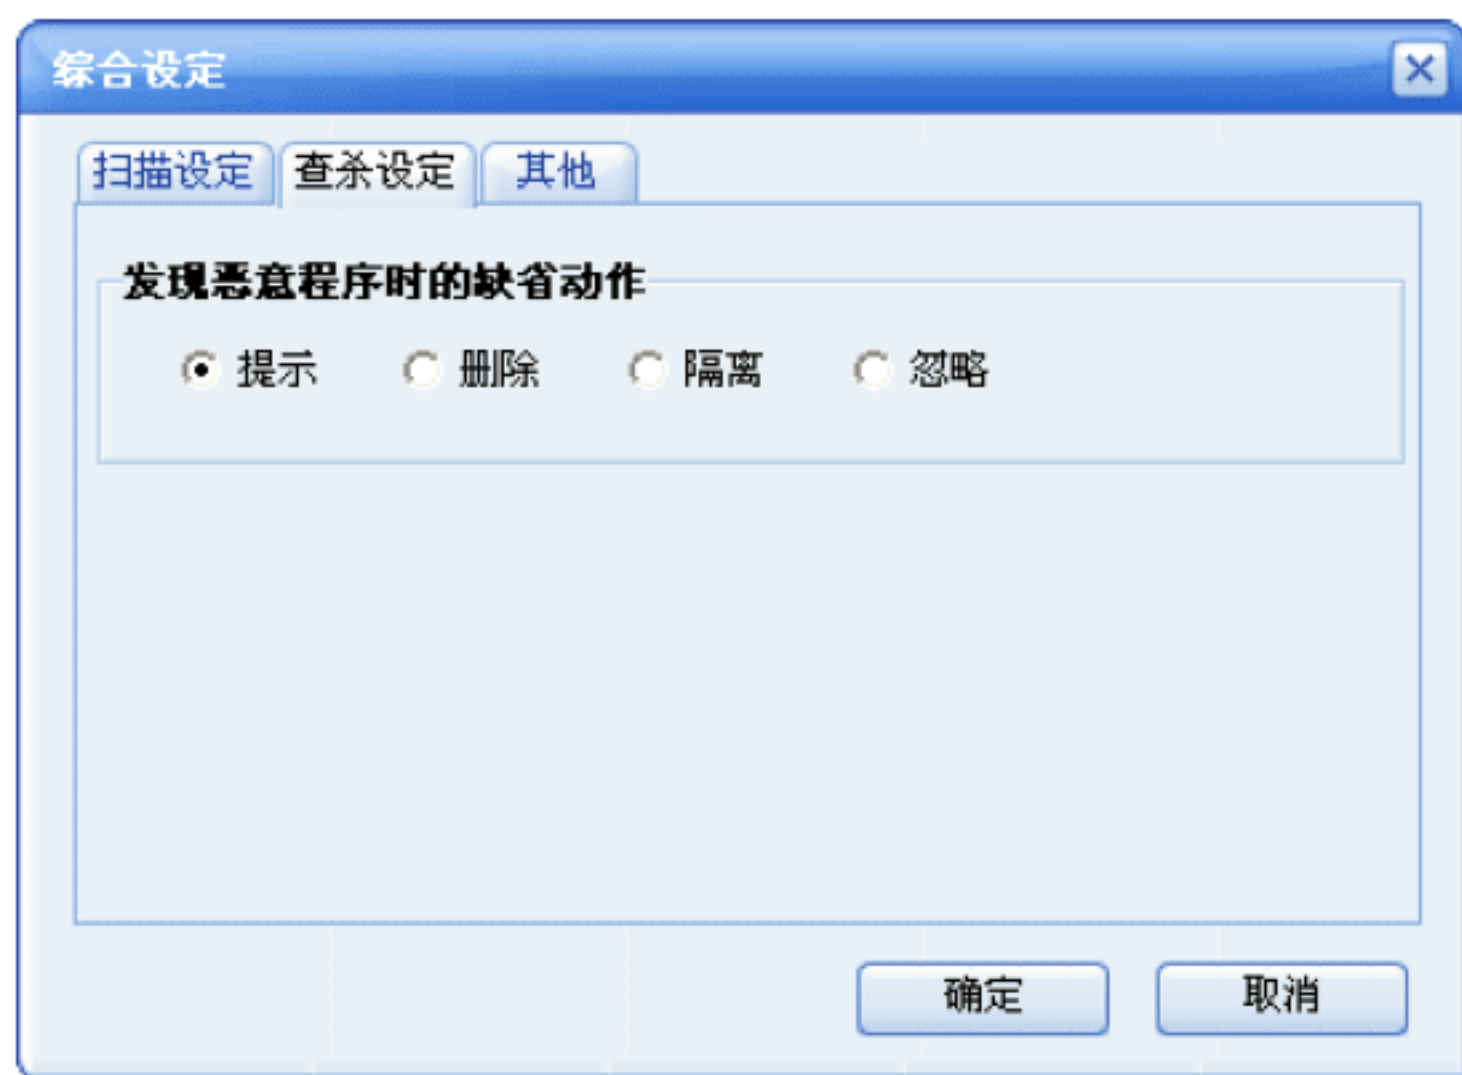 综合设定
扫描设定 查杀设定 其他
发现恶意程序时的缺省动作
提示 删除 隔离 忽略
确定 取消